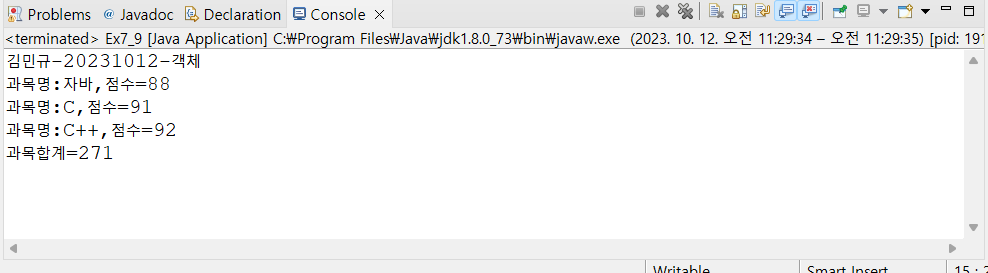 Problems @ Javadoc Declaration Console
<terminated> Ex7_9 [Java Application] C:₩Program Files₩Java₩jdk1.8.0_73₩bin₩javaw.exe (2023. 10. 12. 오전 11:29:34 – 오전 11:29:35) [pid: 191
김민규-20231012-객체
과목명:자바,점수=88
과목명:C,점수=91
과목명:C++,점수=92
과목합계=271
Writable Smart Insert 15 :